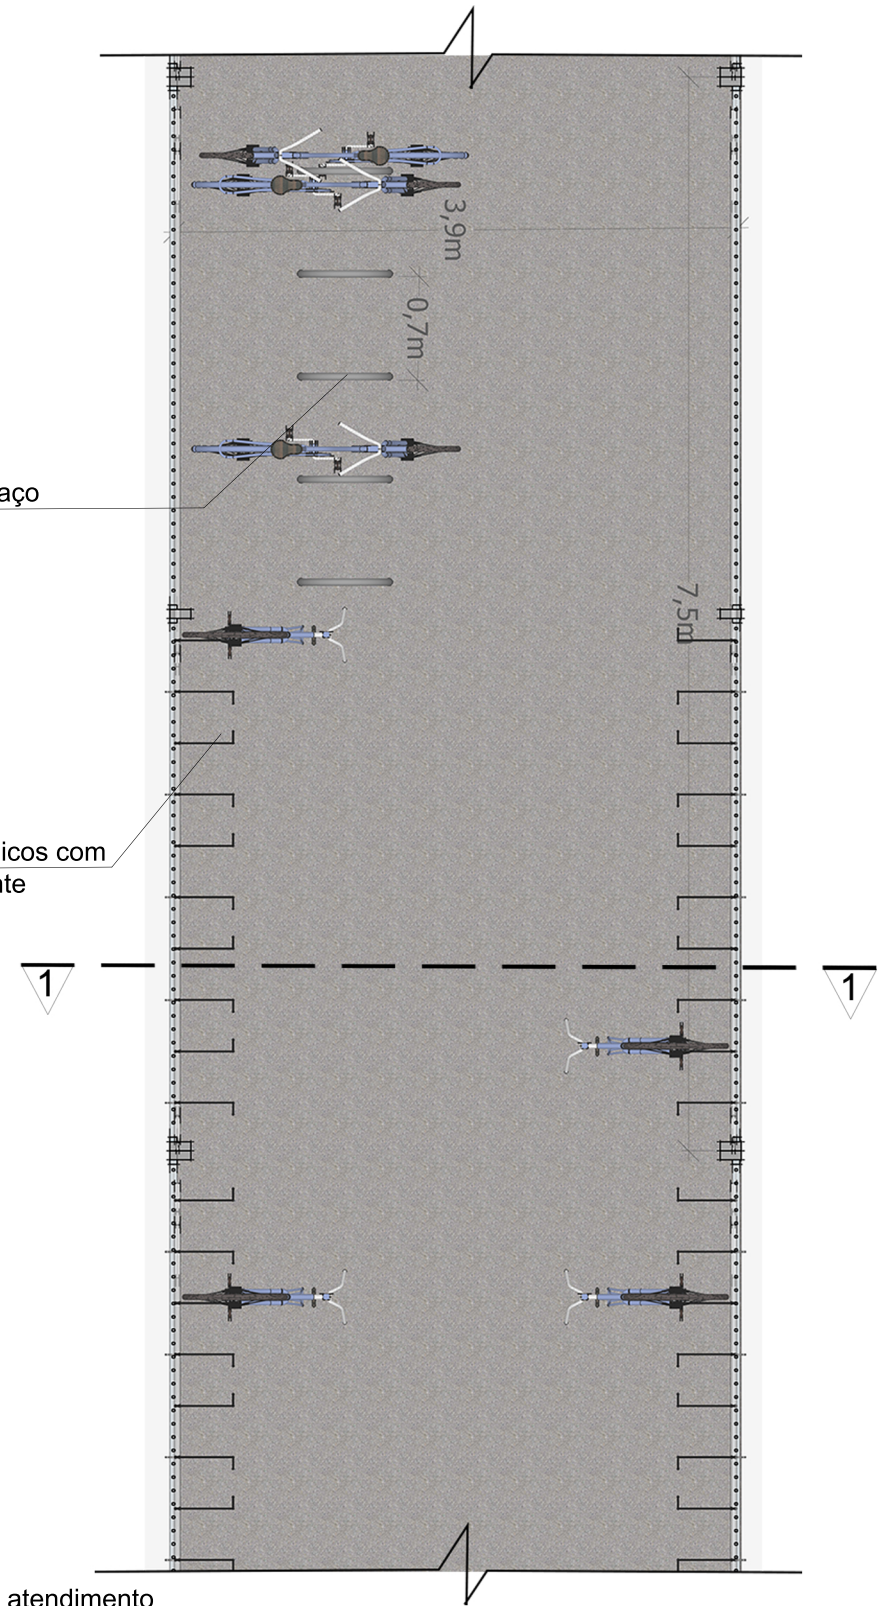 3,9m
0,7m
aço
7,5m
icos com
nte
1
1
atendimento